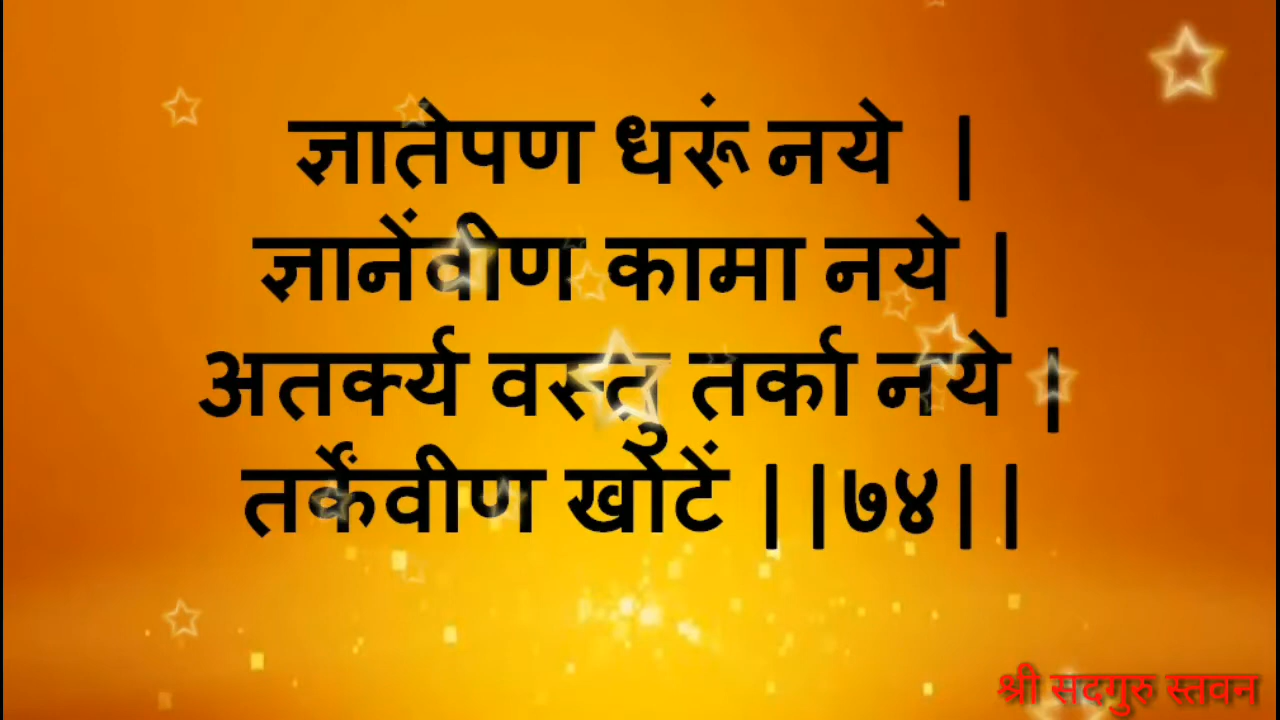 ज्ञातेपण धरूं नये |
ज्ञानेंवीण कामा नये |
अतर्क्य वस्तु तर्का नये |
तर्केंवीण खोटें ||७४||
श्री सदगुरु स्तवन